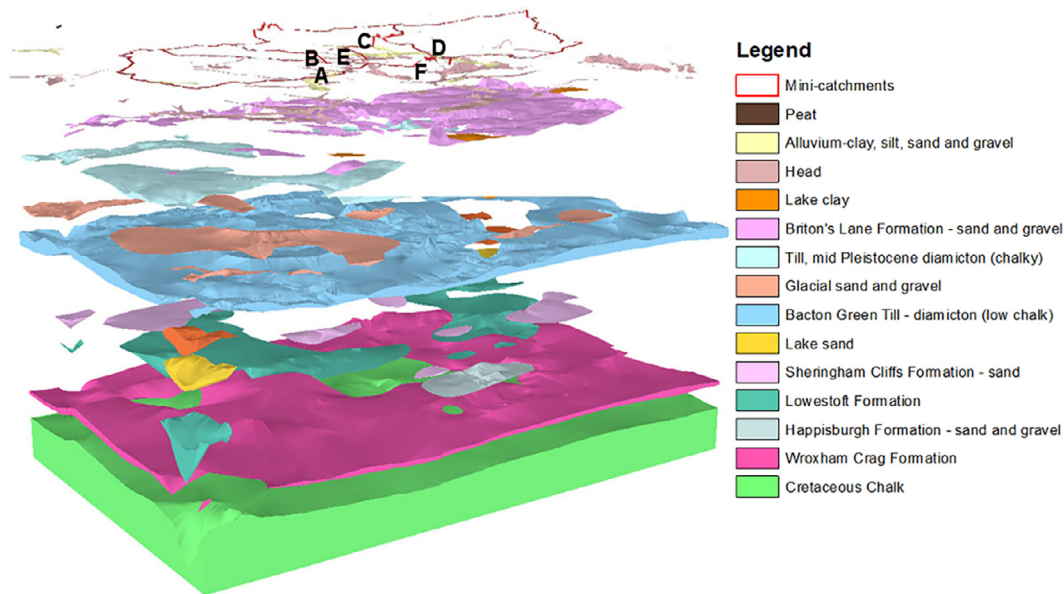 C
D
B
E
A
F
Legend
Mini-catchments
Peat
Alluvium-clay, silt, sand and gravel
Head
Lake clay
Briton's Lane Formation - sand and gravel
Till, mid Pleistocene diamicton (chalky)
Glacial sand and gravel
Bacton Green Till - diamicton (low chalk)
Lake sand
Sheringham Cliffs Formation - sand
Lowestoft Formation
Happisburgh Formation - sand and gravel
Wroxham Crag Formation
Cretaceous Chalk